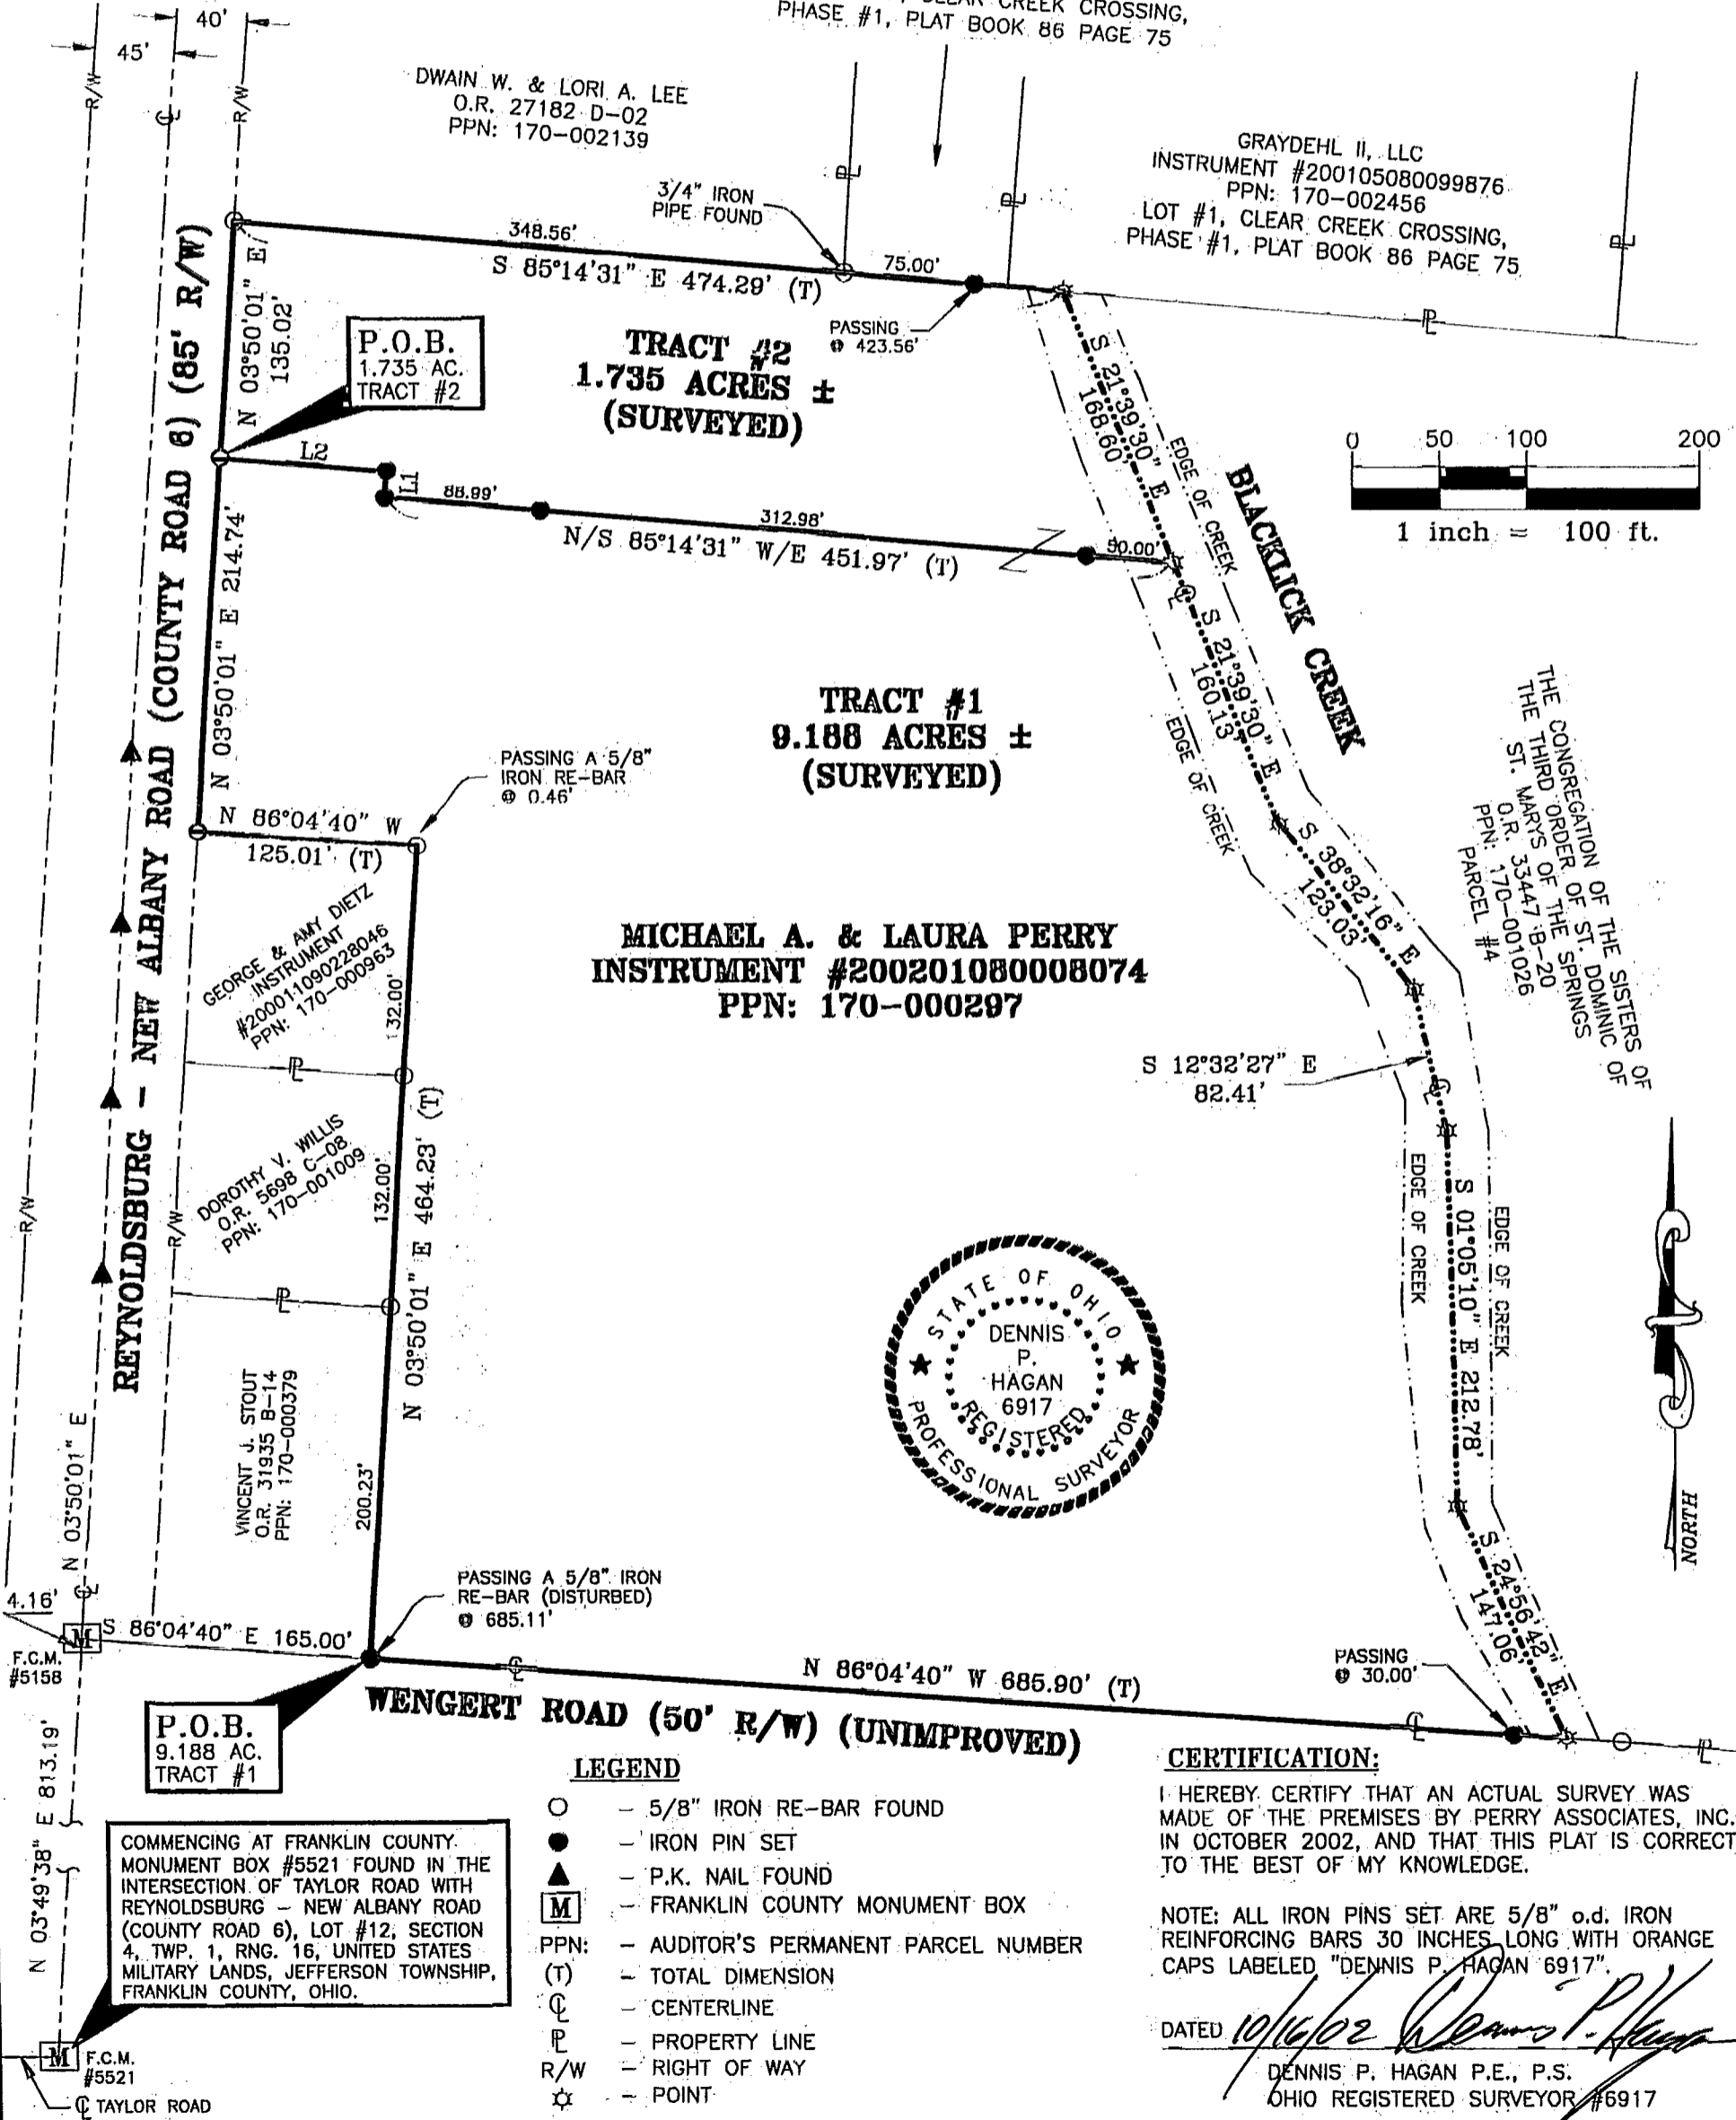 CLEAR CREEK CROSSING,
PHASE #1, PLAT BOOK 86 PAGE 75
40'
45'
R/W
R/W
DWAIN W. & LORI A. LEE
O.R. 27182 D-02
PPN: 170-002139
GRAYDEHL II, LLC
INSTRUMENT #200105080099876
PPN: 170-002456
LOT #1, CLEAR CREEK CROSSING,
PHASE #1, PLAT BOOK 86 PAGE 75
3/4" IRON
PIPE FOUND
348.56'
S 85°14'31" E 474.29' (T)
75.00'
PASSING
@ 423.56'
N 03°50'01" E
135.02'
P.O.B.
1.735 AC.
TRACT #2
TRACT #2
1.735 ACRES ±
(SURVEYED)
S 21°39'30" E
168.60'
EDGE OF CREEK
BLACKLICK CREEK
0 50 100 200
1 inch = 100 ft.
L2
L1
88.99'
312.98'
N/S 85°14'31" W/E 451.97' (T)
50.00'
N 03°50'01" E 214.74'
REYNOLDSBURG - NEW ALBANY ROAD (COUNTY ROAD 6) (85' R/W)
S 21°39'30" E
160.13'
EDGE OF CREEK
TRACT #1
9.188 ACRES ±
(SURVEYED)
THE CONGREGATION OF THE SISTERS OF
THE THIRD ORDER OF ST. DOMINIC OF
ST. MARYS OF THE SPRINGS
O.R. 33447 B-20
PPN: 170-001026
PARCEL #4
PASSING A 5/8"
IRON RE-BAR
@ 0.46'
N 86°04'40" W
125.01' (T)
S 38°32'16" E
123.03'
GEORGE & AMY DIETZ
INSTRUMENT
#20011090228046
PPN: 170-000963
132.00'
MICHAEL A. & LAURA PERRY
INSTRUMENT #200201080008074
PPN: 170-000297
S 12°32'27" E
82.41'
DOROTHY V. WILLIS
O.R. 5698 C-08
PPN: 170-001009
132.00'
N 03°50'01" E 464.23' (T)
R/W
R/W
EDGE OF CREEK
S 01°05'10" E 212.78'
EDGE OF CREEK
STATE OF OHIO
DENNIS
P.
HAGAN
6917
REGISTERED
PROFESSIONAL SURVEYOR
VINCENT J. STOUT
O.R. 31935 B-14
PPN: 170-000379
200.23'
NORTH
N 03°50'01" E
S 24°56'42" E
147.06'
4.16'
M
F.C.M.
#5158
S 86°04'40" E 165.00'
PASSING A 5/8" IRON
RE-BAR (DISTURBED)
@ 685.11'
N 86°04'40" W 685.90' (T)
PASSING
@ 30.00'
WENGERT ROAD (50' R/W) (UNIMPROVED)
P.O.B.
9.188 AC.
TRACT #1
N 03°49'38" E 813.19'
COMMENCING AT FRANKLIN COUNTY
MONUMENT BOX #5521 FOUND IN THE
INTERSECTION OF TAYLOR ROAD WITH
REYNOLDSBURG - NEW ALBANY ROAD
(COUNTY ROAD 6), LOT #12, SECTION
4, TWP. 1, RNG. 16, UNITED STATES
MILITARY LANDS, JEFFERSON TOWNSHIP,
FRANKLIN COUNTY, OHIO.
M
F.C.M.
#5521
℄ TAYLOR ROAD
LEGEND
- 5/8" IRON RE-BAR FOUND
- IRON PIN SET
- P.K. NAIL FOUND
M - FRANKLIN COUNTY MONUMENT BOX
PPN: - AUDITOR'S PERMANENT PARCEL NUMBER
(T) - TOTAL DIMENSION
℄ - CENTERLINE
PL - PROPERTY LINE
R/W - RIGHT OF WAY
- POINT
CERTIFICATION:
I HEREBY CERTIFY THAT AN ACTUAL SURVEY WAS
MADE OF THE PREMISES BY PERRY ASSOCIATES, INC.
IN OCTOBER 2002, AND THAT THIS PLAT IS CORRECT
TO THE BEST OF MY KNOWLEDGE.
NOTE: ALL IRON PINS SET ARE 5/8" o.d. IRON
REINFORCING BARS 30 INCHES LONG WITH ORANGE
CAPS LABELED "DENNIS P. HAGAN 6917".
DATED 10/16/02 Dennis P. Hagan
DENNIS P. HAGAN P.E., P.S.
OHIO REGISTERED SURVEYOR #6917